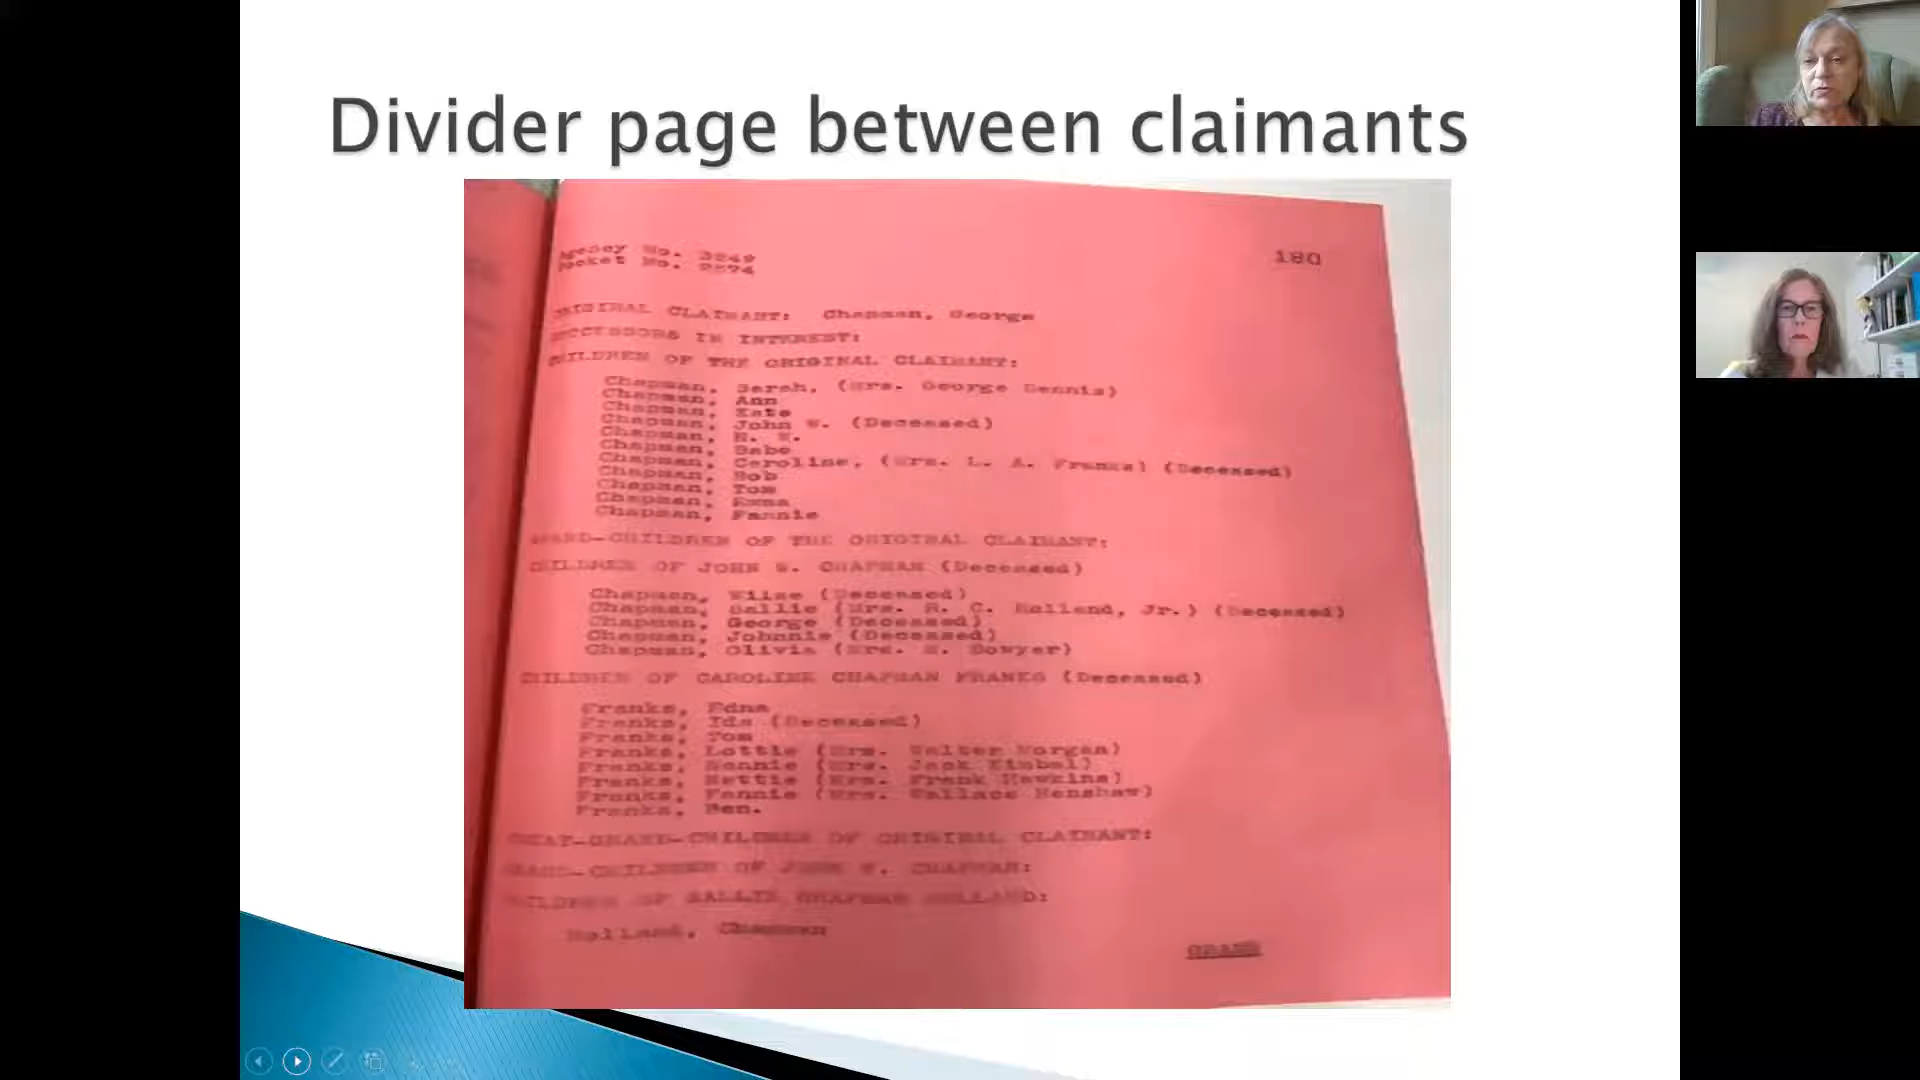 Divider page between claimants
Agency No. 3249
Docket No. 2274
180
ORIGINAL CLAIMANT: Chapman, George
SUCCESSORS IN INTEREST:
CHILDREN OF THE ORIGINAL CLAIMANT:
Chapman, Sarah, (Mrs. George Dennis)
Chapman, Ann
Chapman, Kate
Chapman, John W. (Deceased)
Chapman,
Chapman, Babe
Chapman, Caroline, (Mrs. L. A. Franks) (Deceased)
Chapman, Bob
Chapman, Tom
Chapman, Emma
Chapman, Fannie
GRAND-CHILDREN OF THE ORIGINAL CLAIMANT:
CHILDREN OF JOHN W. CHAPMAN (Deceased)
Chapman, (Deceased)
Chapman, Sallie (Mrs. R. C. Holland, Jr.) (Deceased)
Chapman, George (Deceased)
Chapman, Johnnie (Deceased)
Chapman, Olivia (Mrs. Bowyer)
CHILDREN OF CAROLINE CHAPMAN FRANKS (Deceased)
Franks, Edna
Franks, Ida (Deceased)
Franks, Tom
Franks, Lottie (Mrs. Walter Morgan)
Franks, Nannie (Mrs. Jack Kimbel)
Franks, (Mrs. Frank Hawkins)
Franks, Fannie (Mrs. Wallace Henshaw)
Franks, Ben.
GREAT-GRAND-CHILDREN OF ORIGINAL CLAIMANT:
GRAND-CHILDREN OF JOHN W. CHAPMAN:
CHILDREN OF SALLIE CHAPMAN HOLLAND:
Holland, Chapman